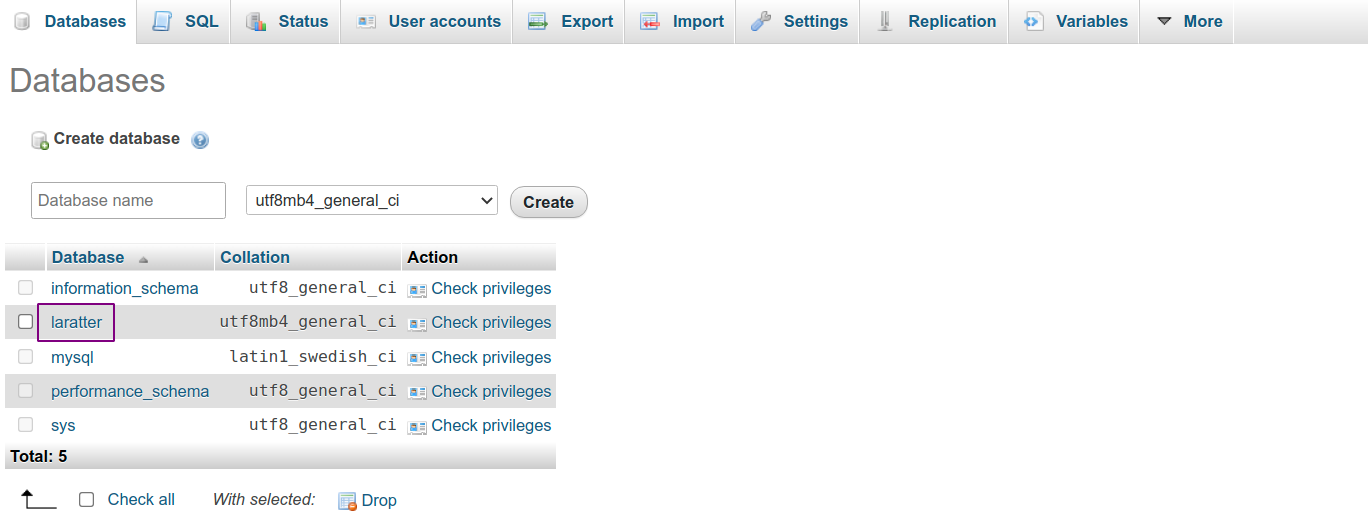 Databases SQL Status User accounts Export Import Settings Replication Variables More
Databases
Create database
Database name utf8mb4_general_ci Create
Database Collation Action
information_schema utf8_general_ci Check privileges
laratter utf8mb4_general_ci Check privileges
mysql latin1_swedish_ci Check privileges
performance_schema utf8_general_ci Check privileges
sys utf8_general_ci Check privileges
Total: 5
Check all With selected: Drop